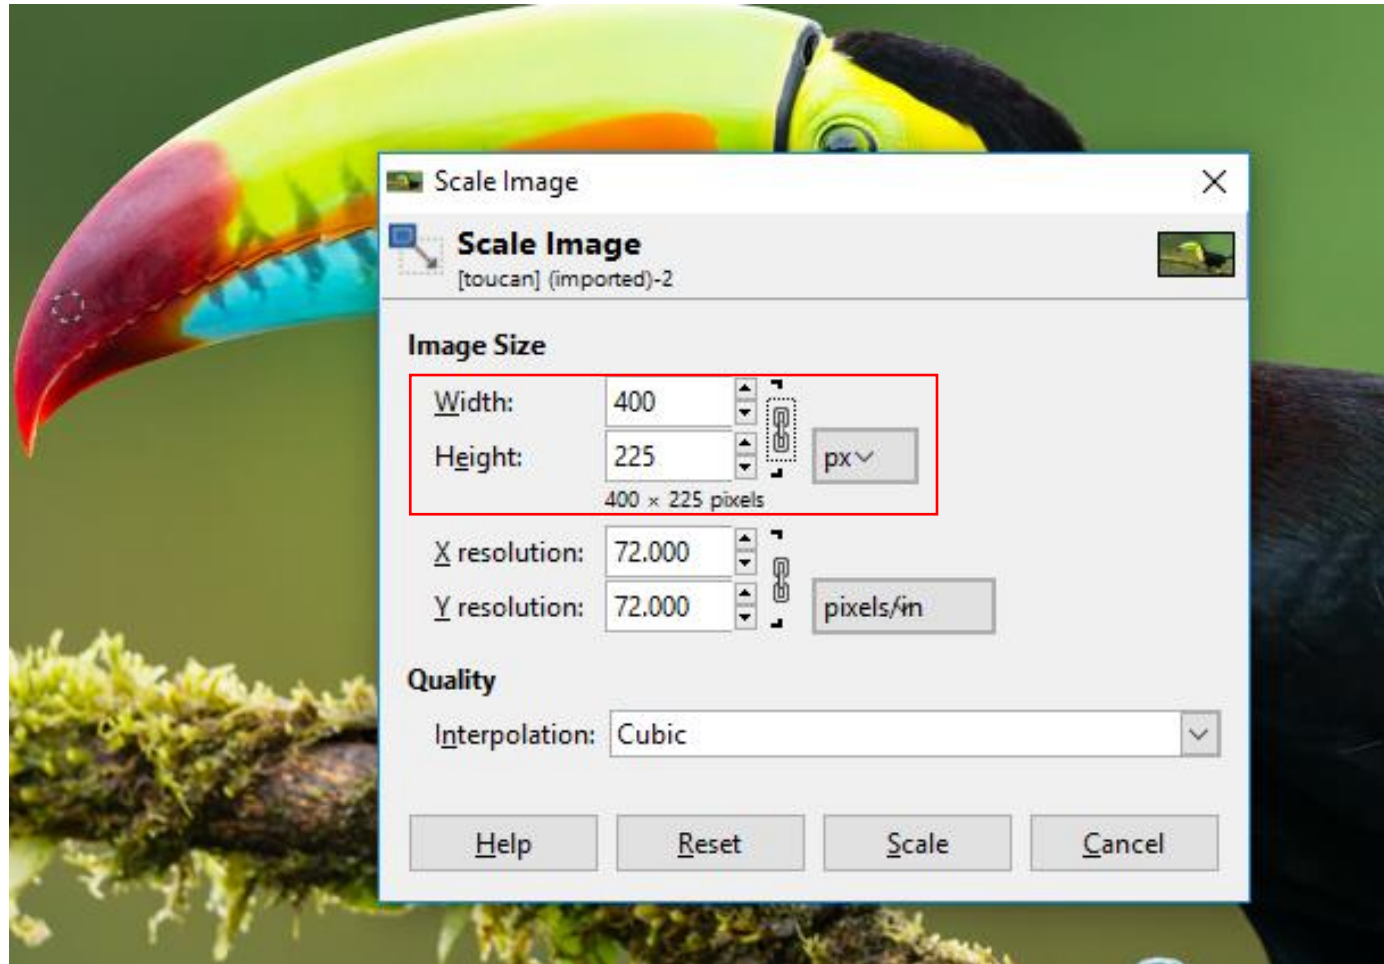 Scale Image
Scale Image
[toucan] (imported)-2
Image Size
Width: 400
Height: 225 px
400 × 225 pixels
X resolution: 72.000
Y resolution: 72.000 pixels/in
Quality
Interpolation: Cubic
Help Reset Scale Cancel